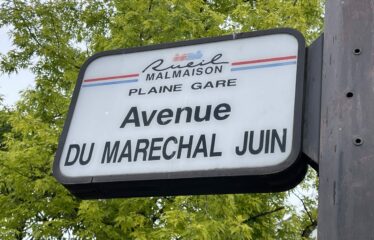 Rueil
MALMAISON
PLAINE GARE
Avenue
DU MARECHAL JUIN